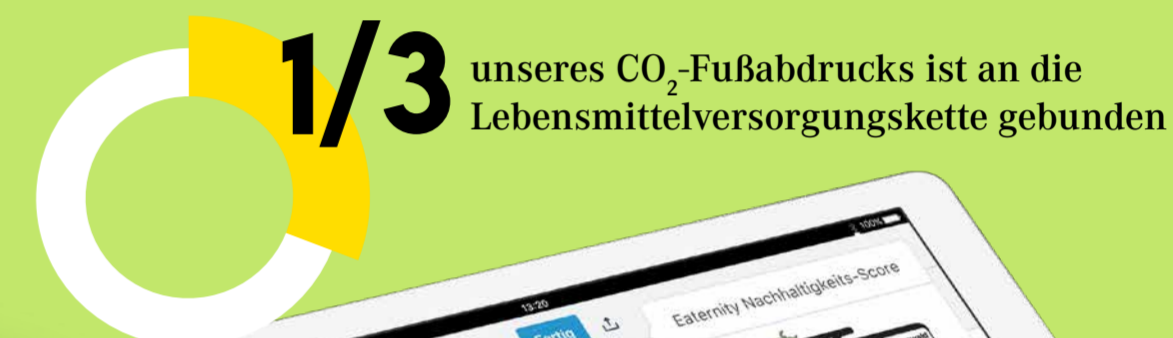 1/3
unseres CO₂-Fußabdrucks ist an die
Lebensmittelversorgungskette gebunden
100%
13:20
Fertig
Eaternity Nachhaltigkeits-Score